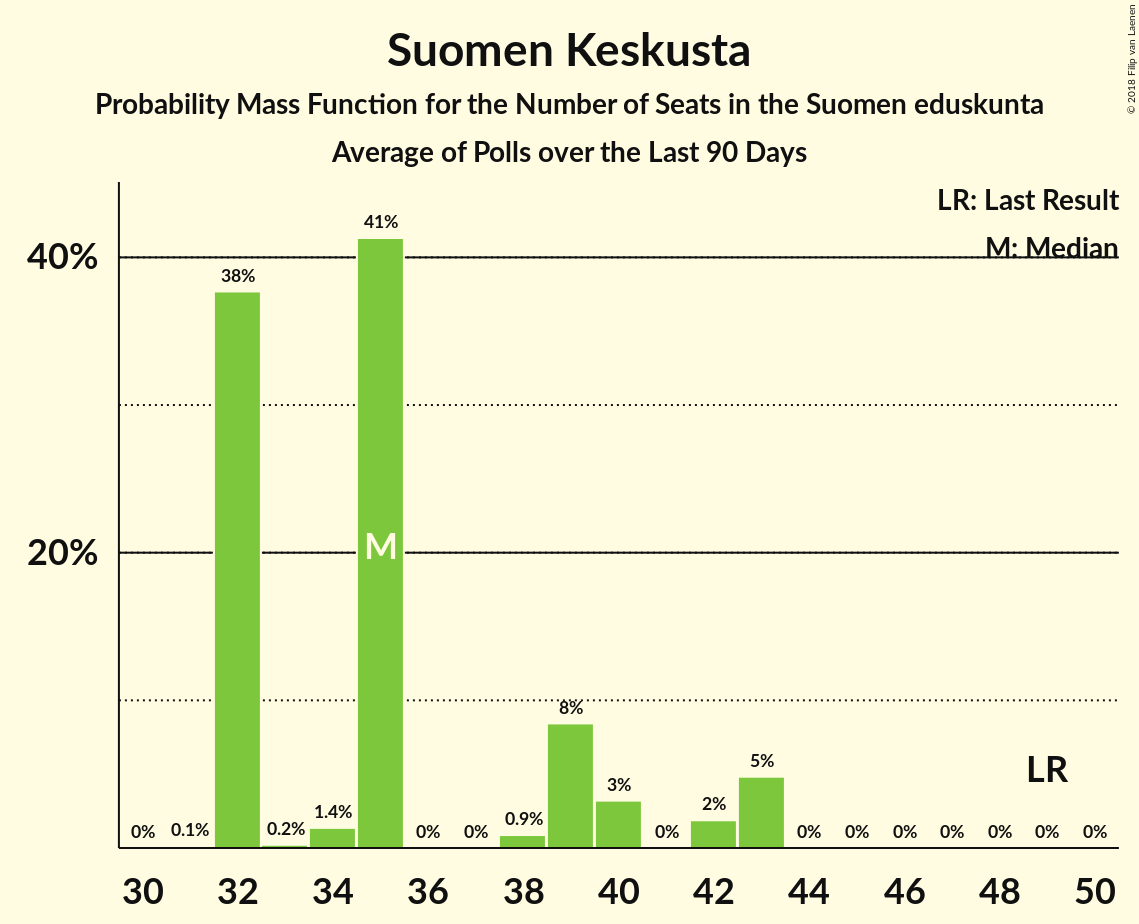 Suomen Keskusta
Probability Mass Function for the Number of Seats in the Suomen eduskunta
Average of Polls over the Last 90 Days
© 2018 Filip van Laenen
LR: Last Result
M: Median
40%
20%
0%
0.1%
38%
0.2%
1.4%
41%
M
0%
0%
0.9%
8%
3%
0%
2%
5%
0%
0%
0%
0%
0%
LR
0%
0%
30 32 34 36 38 40 42 44 46 48 50